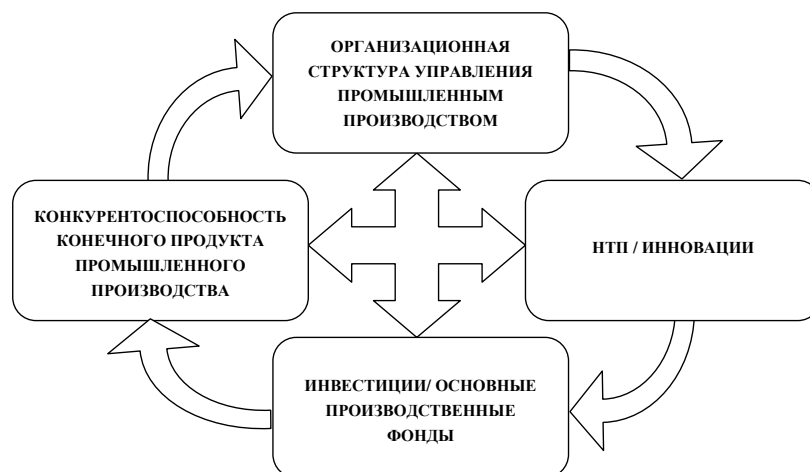 ОРГАНИЗАЦИОННАЯ
СТРУКТУРА УПРАВЛЕНИЯ
ПРОМЫШЛЕННЫМ
ПРОИЗВОДСТВОМ
КОНКУРЕНТОСПОСОБНОСТЬ
КОНЕЧНОГО ПРОДУКТА
ПРОМЫШЛЕННОГО
ПРОИЗВОДСТВА
НТП / ИННОВАЦИИ
ИНВЕСТИЦИИ/ ОСНОВНЫЕ
ПРОИЗВОДСТВЕННЫЕ
ФОНДЫ